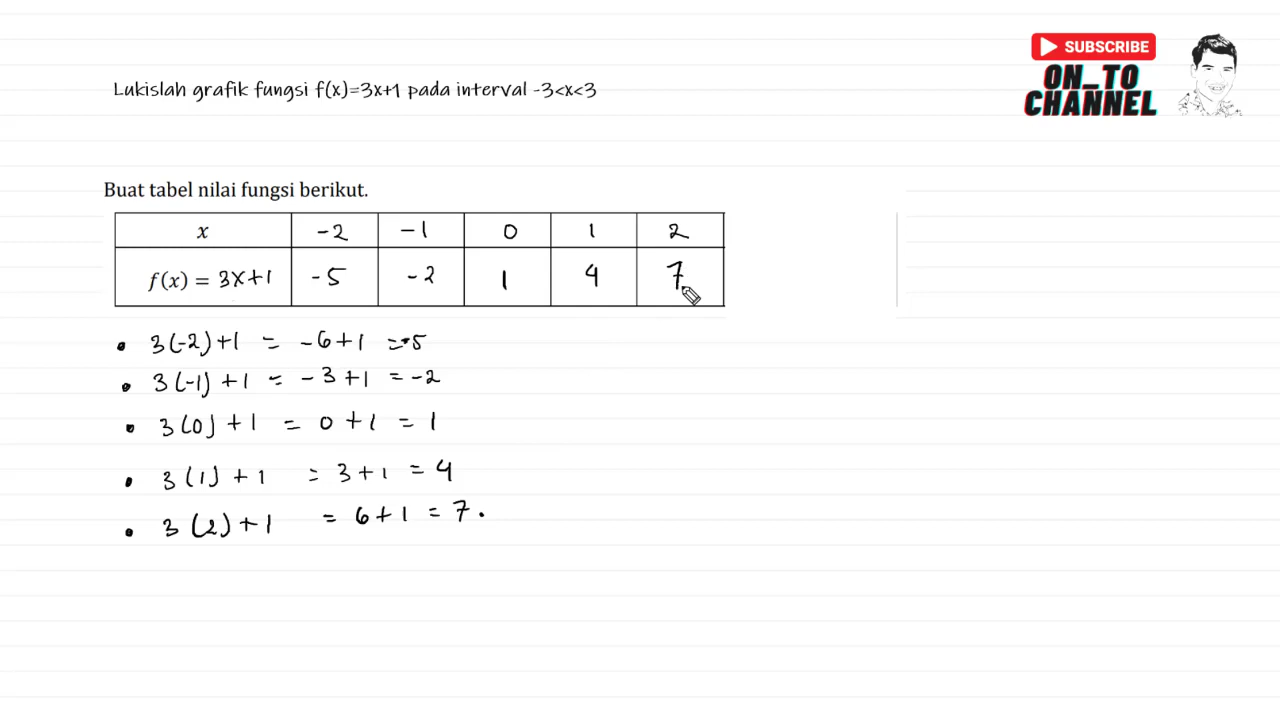 SUBSCRIBE
ON_TO
CHANNEL
Lukislah grafik fungsi f(x)=3x+1 pada interval -3<x<3
Buat tabel nilai fungsi berikut.
x -2 -1 0 1 2
f(x) = 3x+1 -5 -2 1 4 7
• 3(-2)+1 = -6+1 = -5
• 3(-1)+1 = -3+1 = -2
• 3(0)+1 = 0+1 = 1
• 3(1)+1 = 3+1 = 4
• 3(2)+1 = 6+1 = 7.